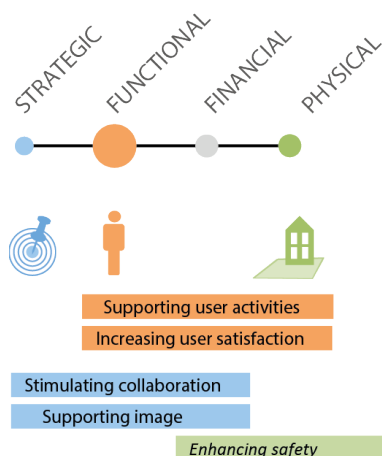 STRATEGIC
FUNCTIONAL
FINANCIAL
PHYSICAL
Supporting user activities
Increasing user satisfaction
Stimulating collaboration
Supporting image
Enhancing safety